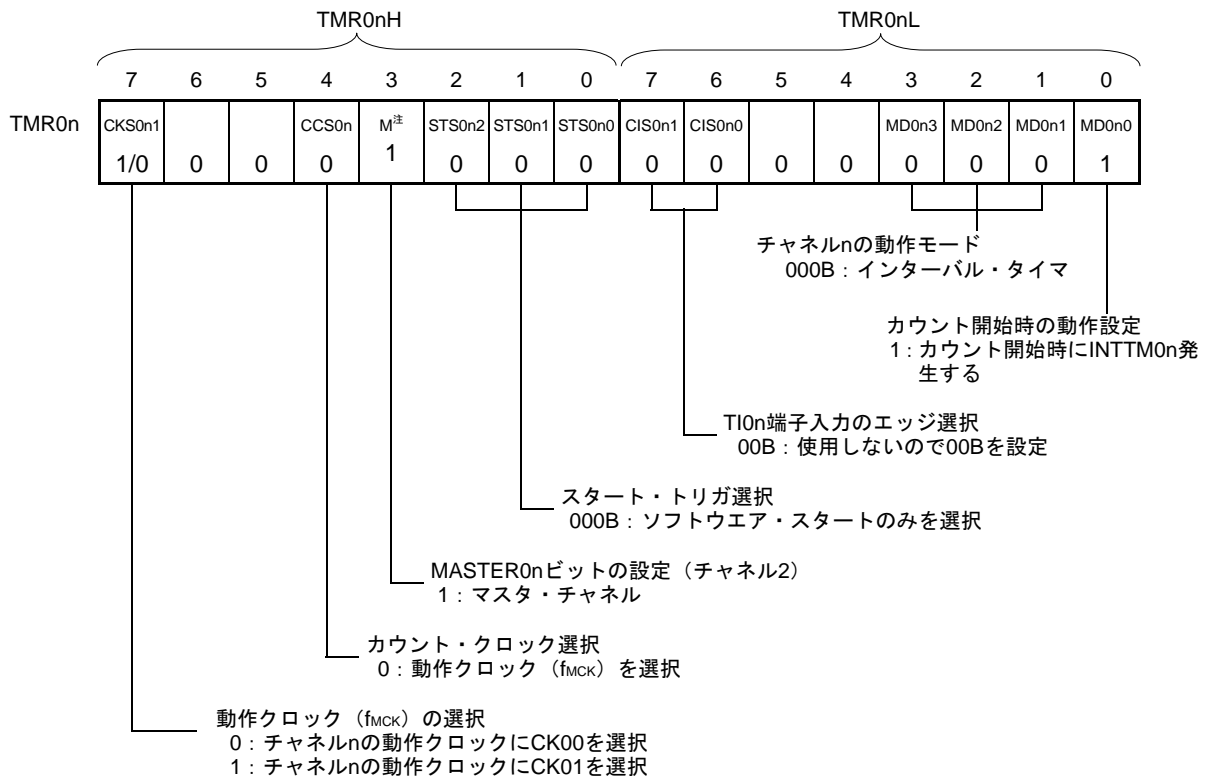 TMR0nH TMR0nL
7 6 5 4 3 2 1 0 7 6 5 4 3 2 1 0
TMR0n CKS0n1 CCS0n M注 STS0n2 STS0n1 STS0n0 CIS0n1 CIS0n0 MD0n3 MD0n2 MD0n1 MD0n0
1/0 0 0 0 1 0 0 0 0 0 0 0 0 0 0 1
チャネルnの動作モード
000B：インターバル・タイマ
カウント開始時の動作設定
1：カウント開始時にINTTM0n発
生する
TI0n端子入力のエッジ選択
00B：使用しないので00Bを設定
スタート・トリガ選択
000B：ソフトウエア・スタートのみを選択
MASTER0nビットの設定（チャネル2）
1：マスタ・チャネル
カウント・クロック選択
0：動作クロック（fMCK）を選択
動作クロック（fMCK）の選択
0：チャネルnの動作クロックにCK00を選択
1：チャネルnの動作クロックにCK01を選択